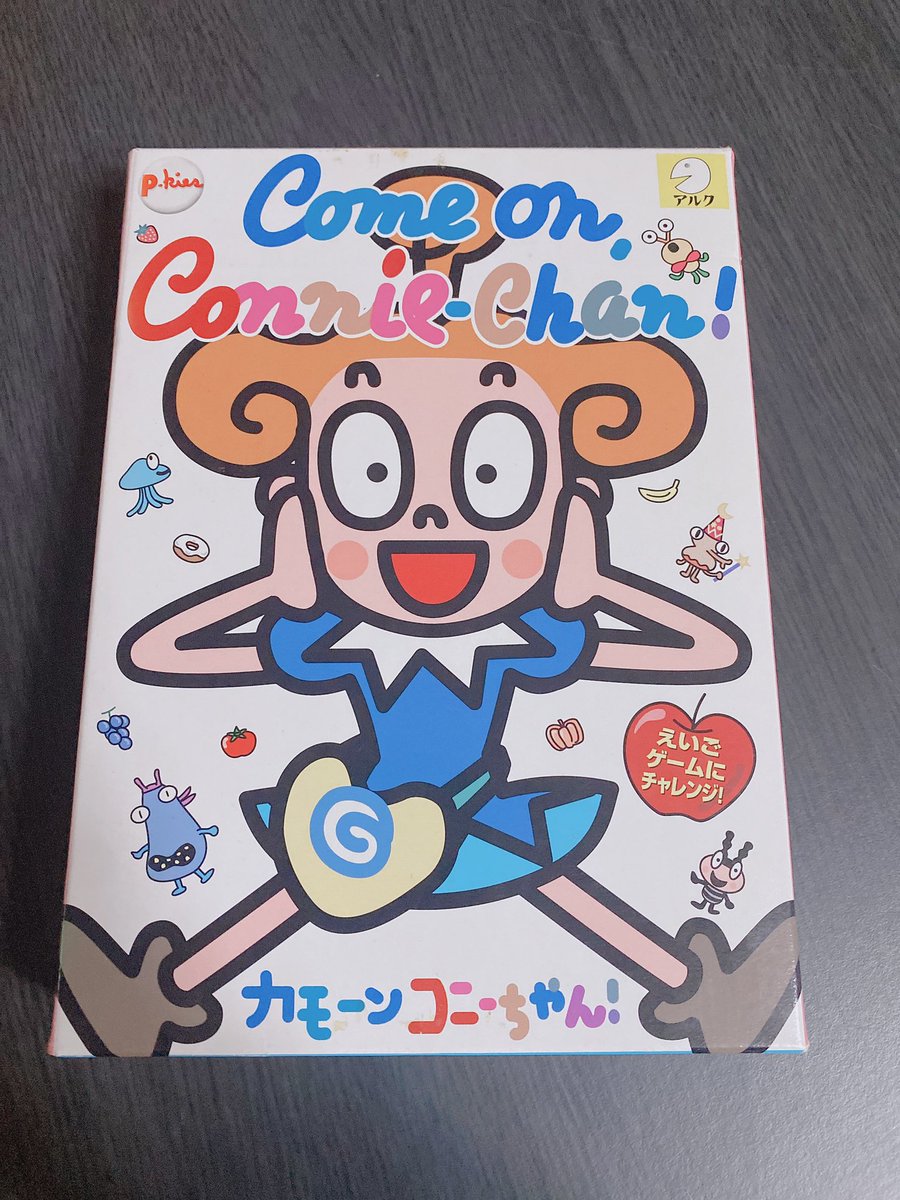 p-kies
アルク
Come on,
Connie-Chan!
えいご
ゲームに
チャレンジ!
カモーン コニーちゃん!